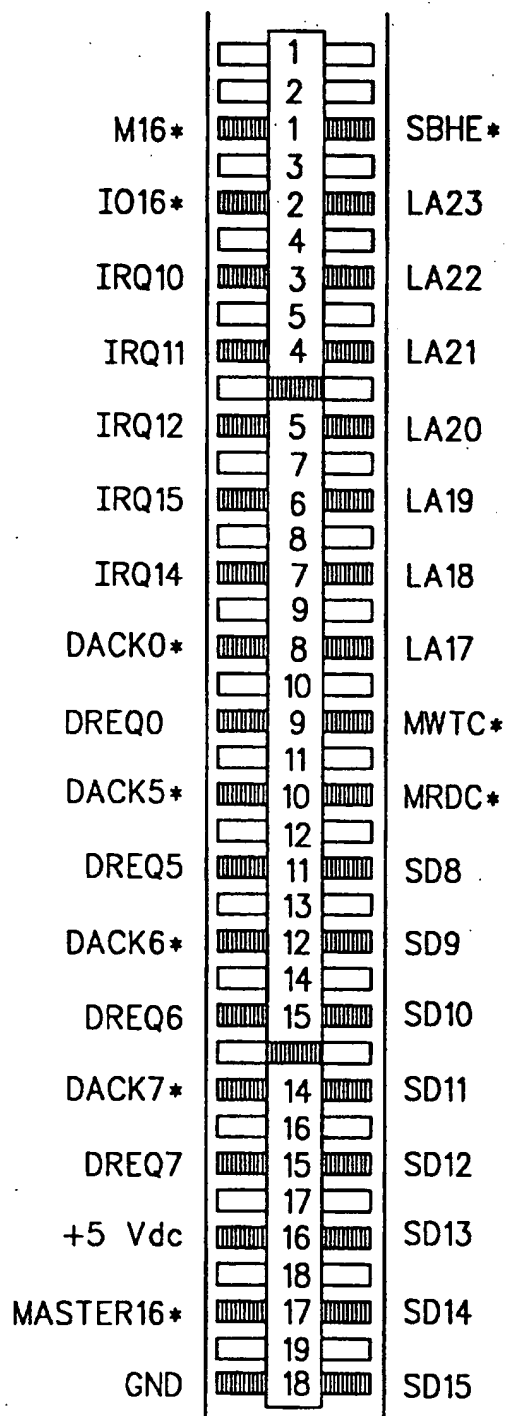 1
2
M16* 1 SBHE*
3
IO16* 2 LA23
4
IRQ10 3 LA22
5
IRQ11 4 LA21
IRQ12 5 LA20
7
IRQ15 6 LA19
8
IRQ14 7 LA18
9
DACK0* 8 LA17
10
DREQ0 9 MWTC*
11
DACK5* 10 MRDC*
12
DREQ5 11 SD8
13
DACK6* 12 SD9
14
DREQ6 15 SD10
DACK7* 14 SD11
16
DREQ7 15 SD12
17
+5 Vdc 16 SD13
18
MASTER16* 17 SD14
19
GND 18 SD15